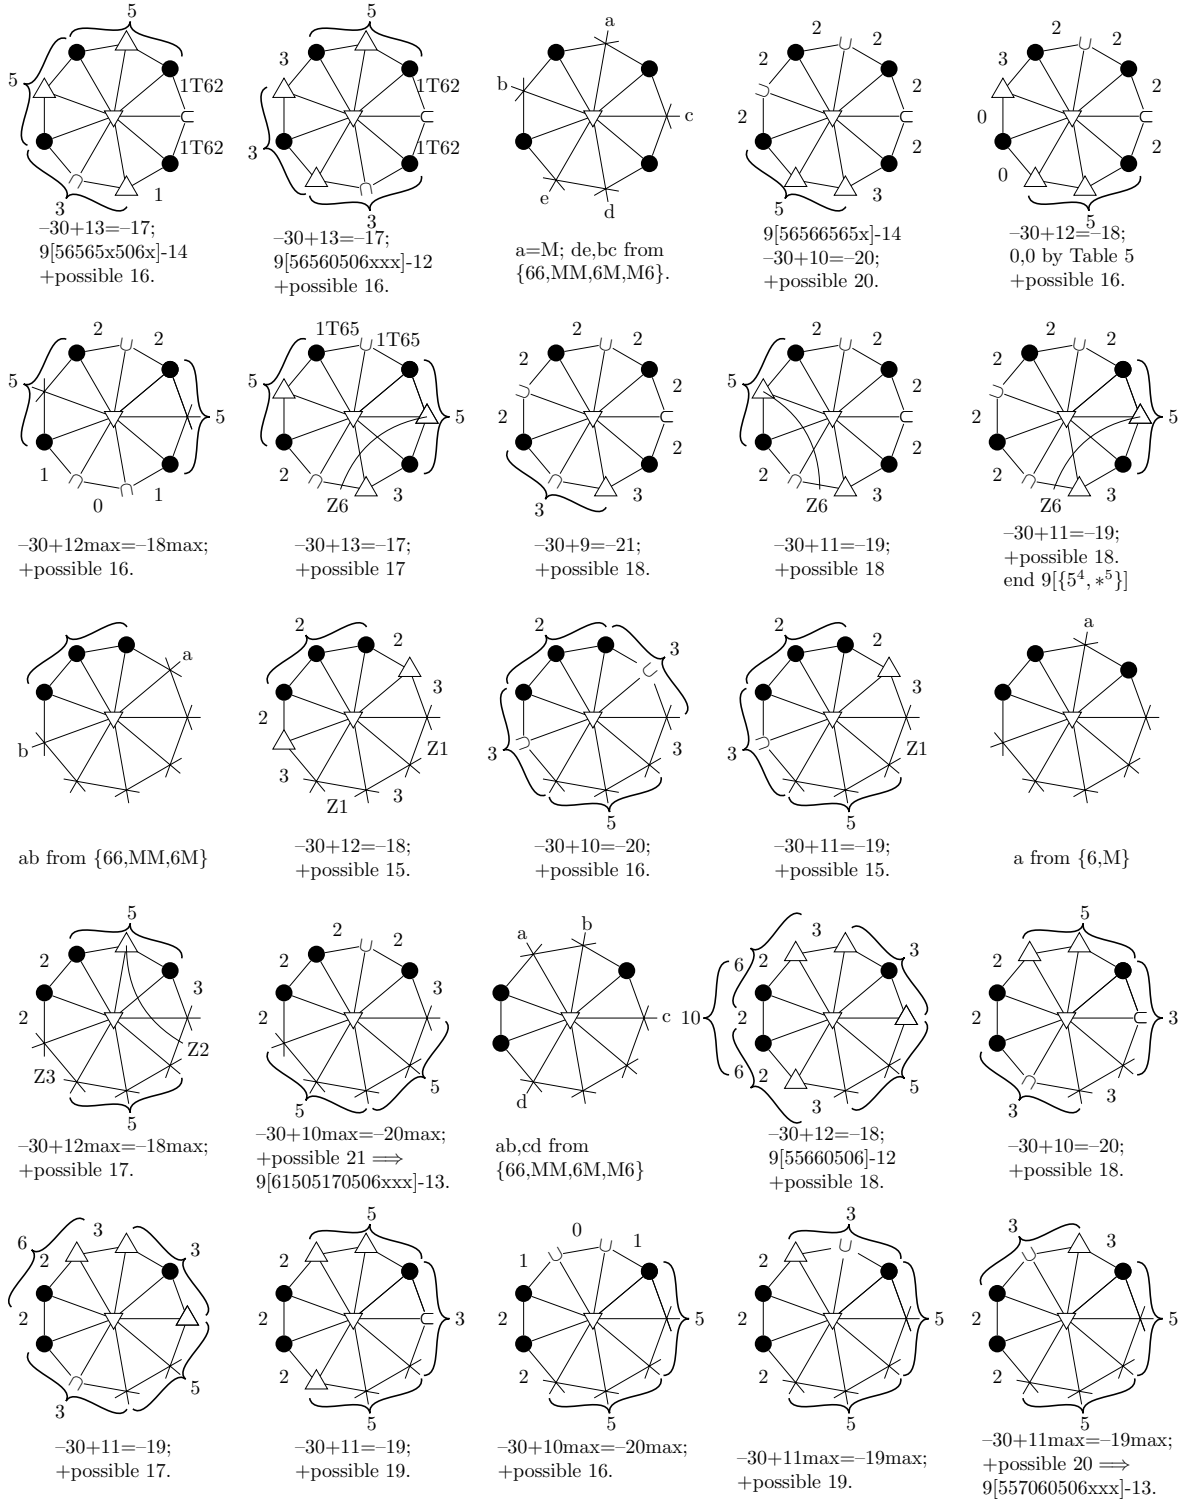 5
5
1T62
1T62
3
1
–30+13=–17;
9[56565x506x]-14
+possible 16.
5
3
1T62
3
1T62
3
–30+13=–17;
9[56560506xxx]-12
+possible 16.
a
b
c
e
d
a=M; de,bc from
{66,MM,6M,M6}.
2
2
2
2
2
2
5
3
9[56566565x]-14
–30+10=–20;
+possible 20.
2
2
3
2
0
2
0
5
–30+12=–18;
0,0 by Table 5
+possible 16.
2
2
5
5
1
1
0
–30+12max=–18max;
+possible 16.
1T65
1T65
5
5
2
3
Z6
–30+13=–17;
+possible 17
2
2
2
2
2
2
3
–30+9=–21;
+possible 18.
2
2
5
2
2
2
3
Z6
–30+11=–19;
+possible 18
2
2
2
5
2
2
3
Z6
–30+11=–19;
+possible 18.
end 9[{5⁴, ∗⁵}]
a
b
ab from {66,MM,6M}
2
2
3
2
Z1
3
3
Z1
–30+12=–18;
+possible 15.
2
3
3
3
5
–30+10=–20;
+possible 16.
2
2
3
3
Z1
5
–30+11=–19;
+possible 15.
a
a from {6,M}
5
2
3
2
Z2
Z3
5
–30+12max=–18max;
+possible 17.
2
2
2
3
2
5
5
–30+10max=–20max;
+possible 21 ⟹
9[61505170506xxx]-13.
a
b
c
d
ab,cd from
{66,MM,6M,M6}
3
3
6
2
10
2
6
2
5
3
–30+12=–18;
9[55660506]-12
+possible 18.
5
2
2
3
3
3
–30+10=–20;
+possible 18.
3
6
2
3
2
5
3
–30+11=–19;
+possible 17.
5
2
2
3
2
5
–30+11=–19;
+possible 19.
0
1
1
2
5
2
5
–30+10max=–20max;
+possible 16.
3
2
2
5
2
5
–30+11max=–19max;
+possible 19.
3
3
2
5
2
5
–30+11max=–19max;
+possible 20 ⟹
9[557060506xxx]-13.